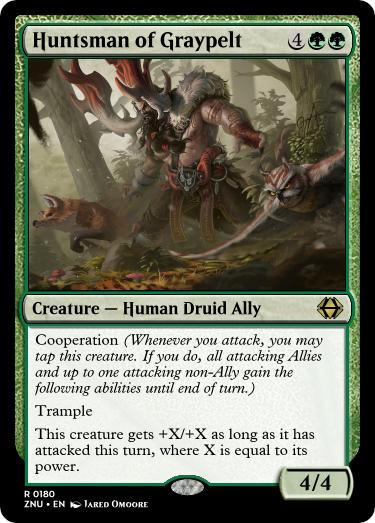 Huntsman of Graypelt 4
Creature — Human Druid Ally
Cooperation (Whenever you attack, you may
tap this creature. If you do, all attacking Allies
and up to one attacking non-Ally gain the
following abilities until end of turn.)
Trample
This creature gets +X/+X as long as it has
attacked this turn, where X is equal to its
power.
4/4
R 0180
ZNU • EN Jared Omoore